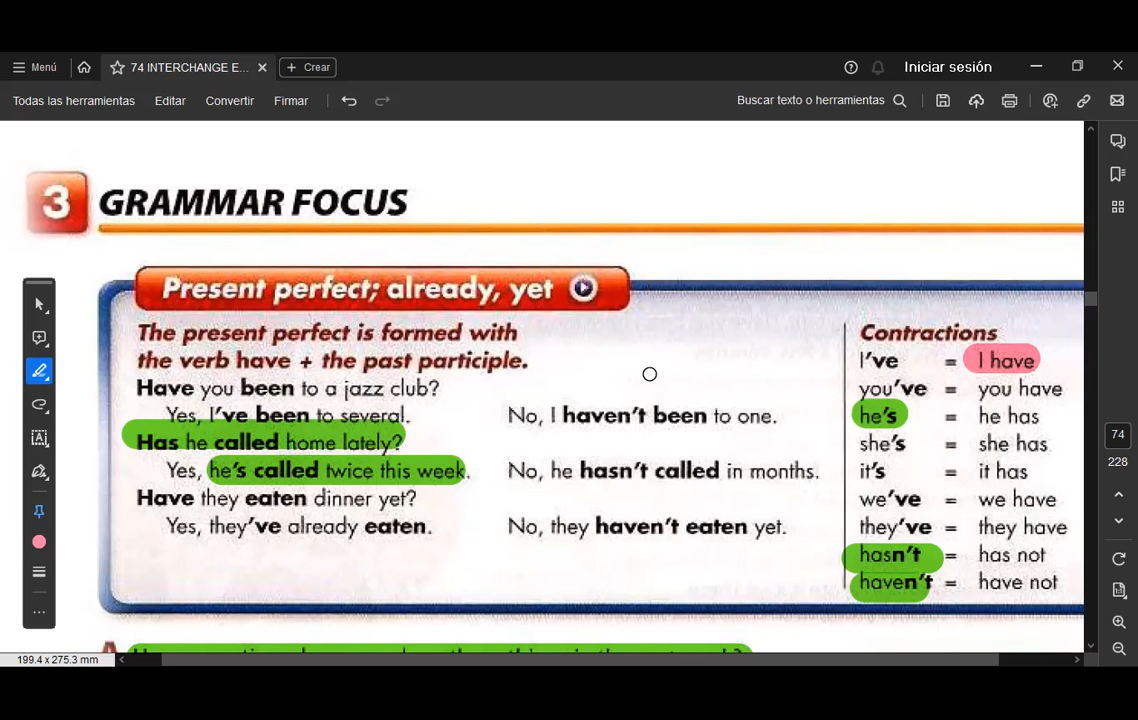 Menú
74 INTERCHANGE E...
Crear
Iniciar sesión
Todas las herramientas
Editar
Convertir
Firmar
Buscar texto o herramientas
3 GRAMMAR FOCUS
Present perfect; already, yet
The present perfect is formed with
the verb have + the past participle.
Have you been to a jazz club?
Yes, I've been to several. No, I haven't been to one.
Has he called home lately?
Yes, he's called twice this week. No, he hasn't called in months.
Have they eaten dinner yet?
Yes, they've already eaten. No, they haven't eaten yet.
Contractions
I've = I have
you've = you have
he's = he has
she's = she has
it's = it has
we've = we have
they've = they have
hasn't = has not
haven't = have not
74
228
199.4 x 275.3 mm